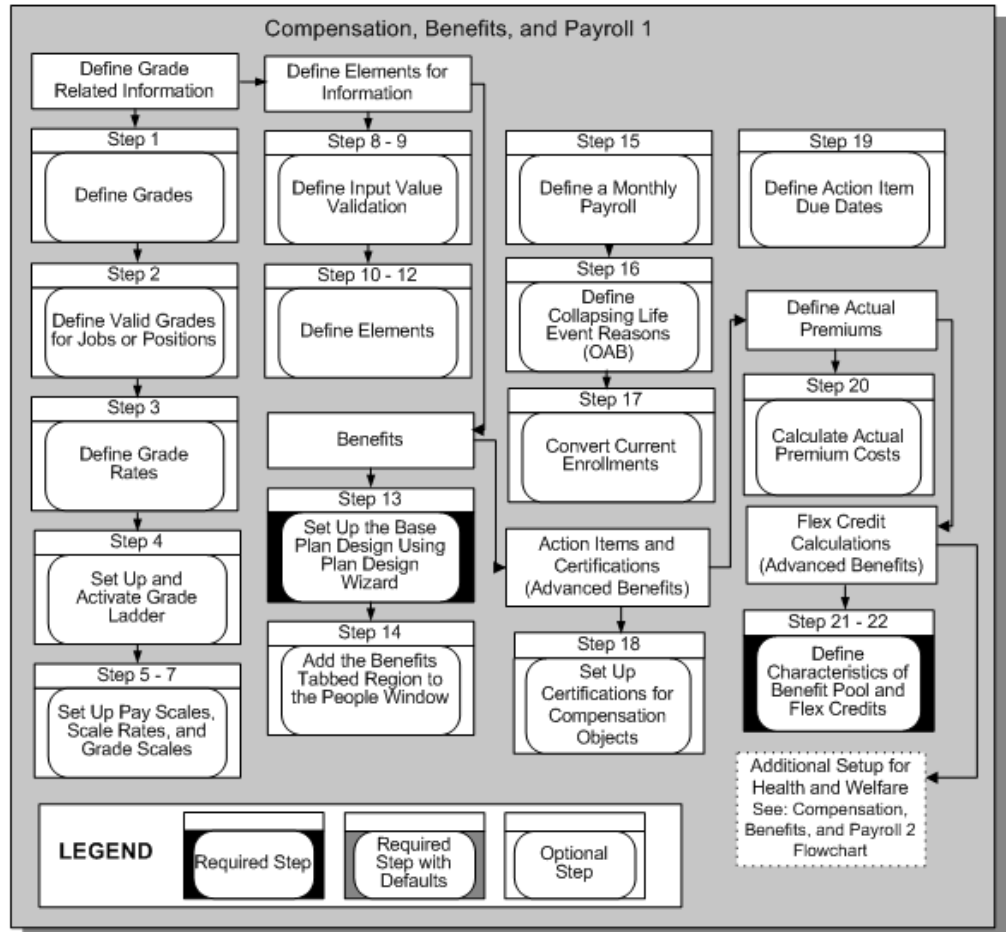 Compensation, Benefits, and Payroll 1
Define Grade
Related Information
Step 1
Define Grades
Step 2
Define Valid Grades
for Jobs or Positions
Step 3
Define Grade
Rates
Step 4
Set Up and
Activate Grade
Ladder
Step 5 - 7
Set Up Pay Scales,
Scale Rates, and
Grade Scales
Define Elements for
Information
Step 8 - 9
Define Input Value
Validation
Step 10 - 12
Define Elements
Benefits
Step 13
Set Up the Base
Plan Design Using
Plan Design
Wizard
Step 14
Add the Benefits
Tabbed Region to
the People Window
Step 15
Define a Monthly
Payroll
Step 16
Define
Collapsing Life
Event Reasons
(OAB)
Step 17
Convert Current
Enrollments
Action Items and
Certifications
(Advanced Benefits)
Step 18
Set Up
Certifications for
Compensation
Objects
Step 19
Define Action Item
Due Dates
Define Actual
Premiums
Step 20
Calculate Actual
Premium Costs
Flex Credit
Calculations
(Advanced Benefits)
Step 21 - 22
Define
Characteristics of
Benefit Pool and
Flex Credits
Additional Setup for
Health and Welfare
See: Compensation,
Benefits, and Payroll 2
Flowchart
LEGEND
Required Step
Required
Step with
Defaults
Optional
Step